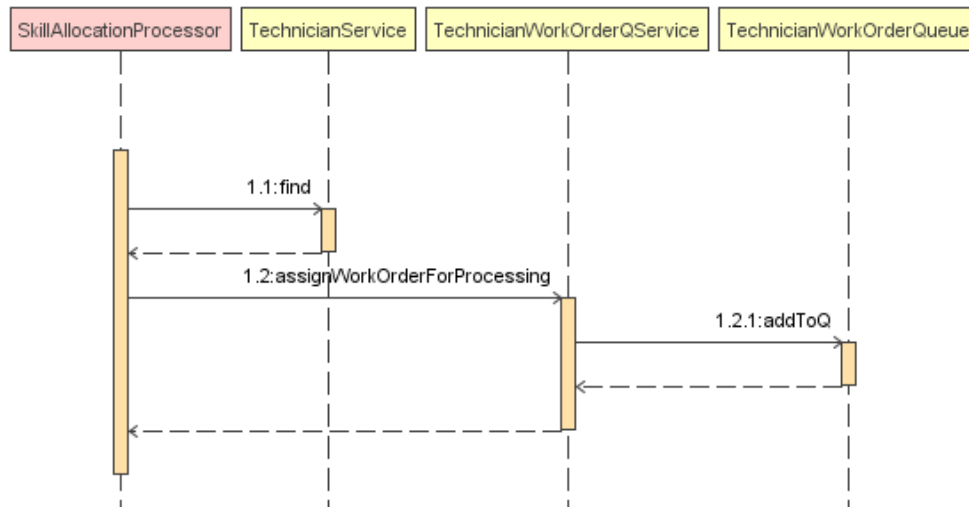 SkillAllocationProcessor
TechnicianService
TechnicianWorkOrderQService
TechnicianWorkOrderQueue
1.1:find
1.2:assignWorkOrderForProcessing
1.2.1:addToQ